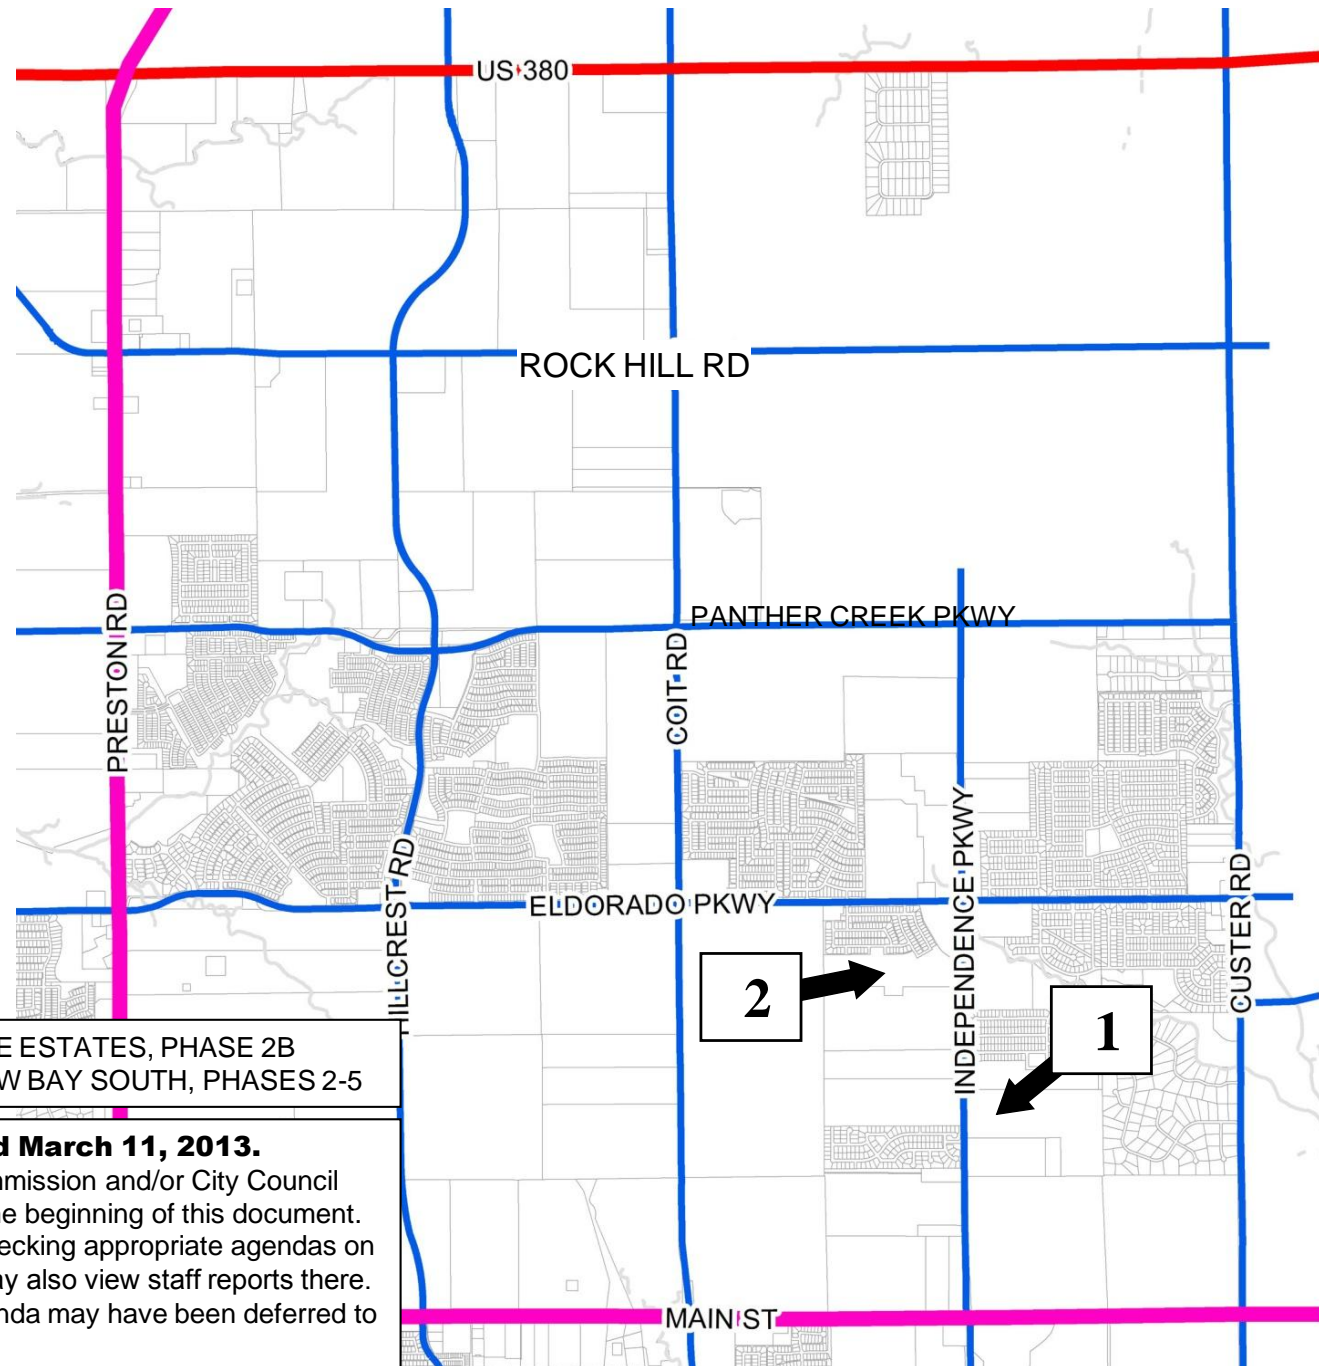 US 380
ROCK HILL RD
PANTHER CREEK PKWY
PRESTON RD
COIT RD
INDEPENDENCE PKWY
HILLCREST RD
ELDORADO PKWY
CUSTER RD
2
1
E ESTATES, PHASE 2B
W BAY SOUTH, PHASES 2-5
d March 11, 2013.
mmission and/or City Council
he beginning of this document.
ecking appropriate agendas on
ay also view staff reports there.
nda may have been deferred to
MAIN ST